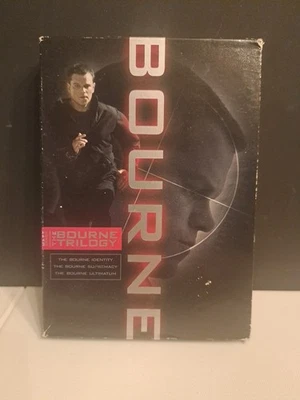 BOURNE
THE
BOURNE
TRILOGY
THE BOURNE IDENTITY
THE BOURNE SUPREMACY
THE BOURNE ULTIMATUM